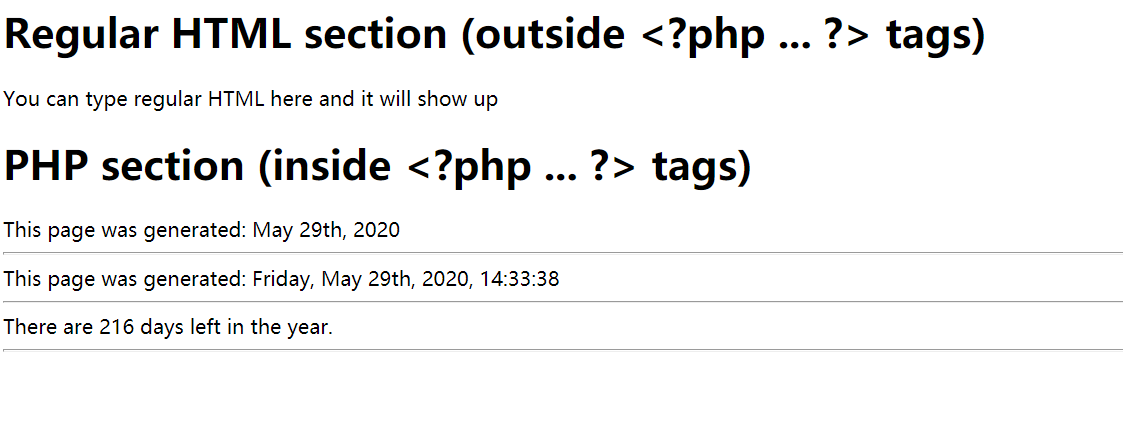 Regular HTML section (outside <?php ... ?> tags)
You can type regular HTML here and it will show up
PHP section (inside <?php ... ?> tags)
This page was generated: May 29th, 2020
This page was generated: Friday, May 29th, 2020, 14:33:38
There are 216 days left in the year.